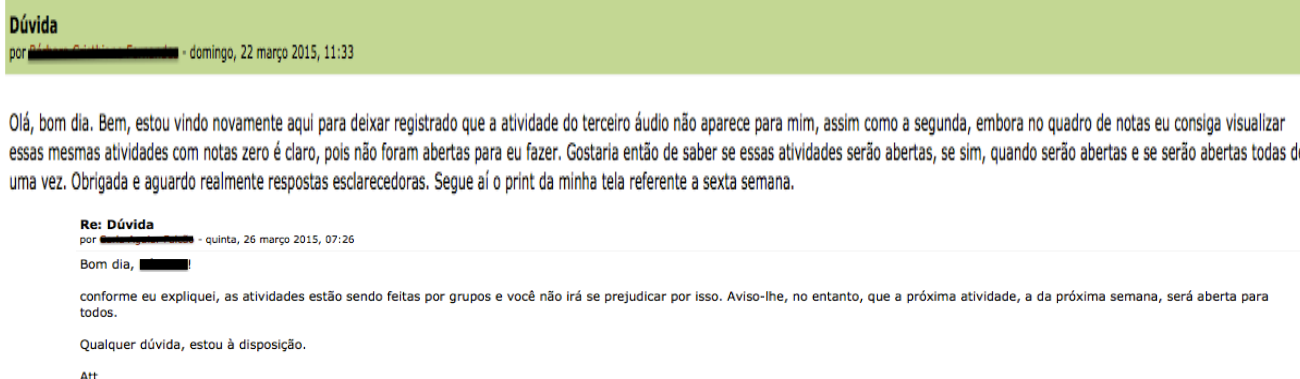 Dúvida
por - domingo, 22 março 2015, 11:33
Olá, bom dia. Bem, estou vindo novamente aqui para deixar registrado que a atividade do terceiro áudio não aparece para mim, assim como a segunda, embora no quadro de notas eu consiga visualizar
essas mesmas atividades com notas zero é claro, pois não foram abertas para eu fazer. Gostaria então de saber se essas atividades serão abertas, se sim, quando serão abertas e se serão abertas todas d
uma vez. Obrigada e aguardo realmente respostas esclarecedoras. Segue aí o print da minha tela referente a sexta semana.
Re: Dúvida
por - quinta, 26 março 2015, 07:26
Bom dia, !
conforme eu expliquei, as atividades estão sendo feitas por grupos e você não irá se prejudicar por isso. Aviso-lhe, no entanto, que a próxima atividade, a da próxima semana, será aberta para
todos.
Qualquer dúvida, estou à disposição.
Att